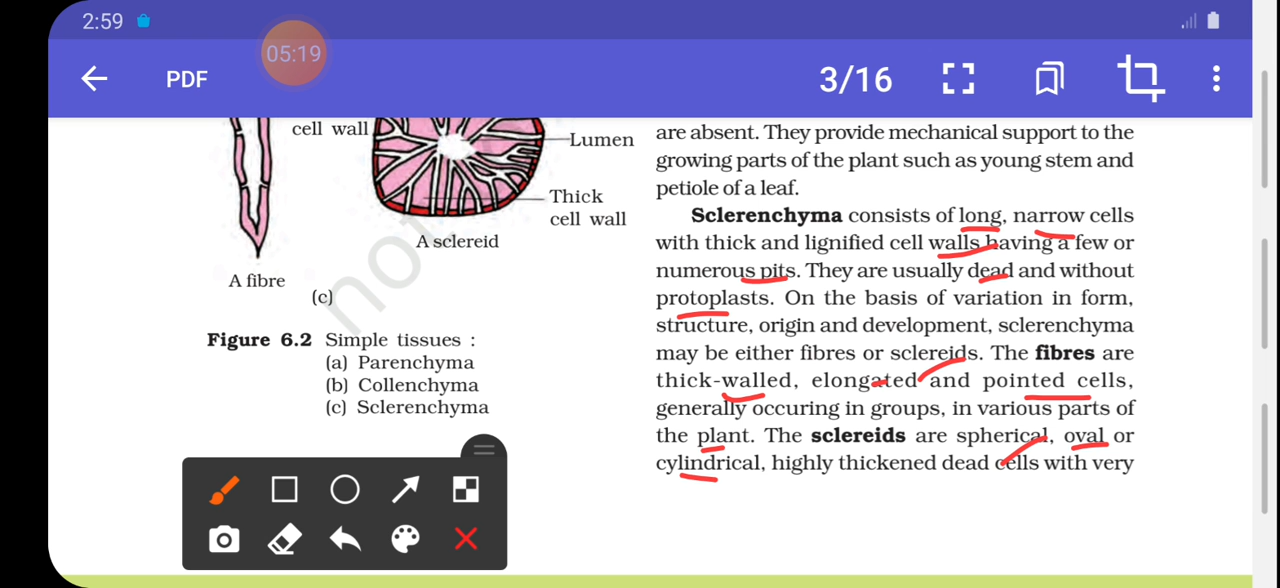 2:59
05:19
PDF
3/16
cell wall
Lumen
Thick
cell wall
A sclereid
A fibre
(c)
not
Figure 6.2 Simple tissues :
(a) Parenchyma
(b) Collenchyma
(c) Sclerenchyma
are absent. They provide mechanical support to the
growing parts of the plant such as young stem and
petiole of a leaf.
Sclerenchyma consists of long, narrow cells
with thick and lignified cell walls having a few or
numerous pits. They are usually dead and without
protoplasts. On the basis of variation in form,
structure, origin and development, sclerenchyma
may be either fibres or sclereids. The fibres are
thick-walled, elongated and pointed cells,
generally occuring in groups, in various parts of
the plant. The sclereids are spherical, oval or
cylindrical, highly thickened dead cells with very